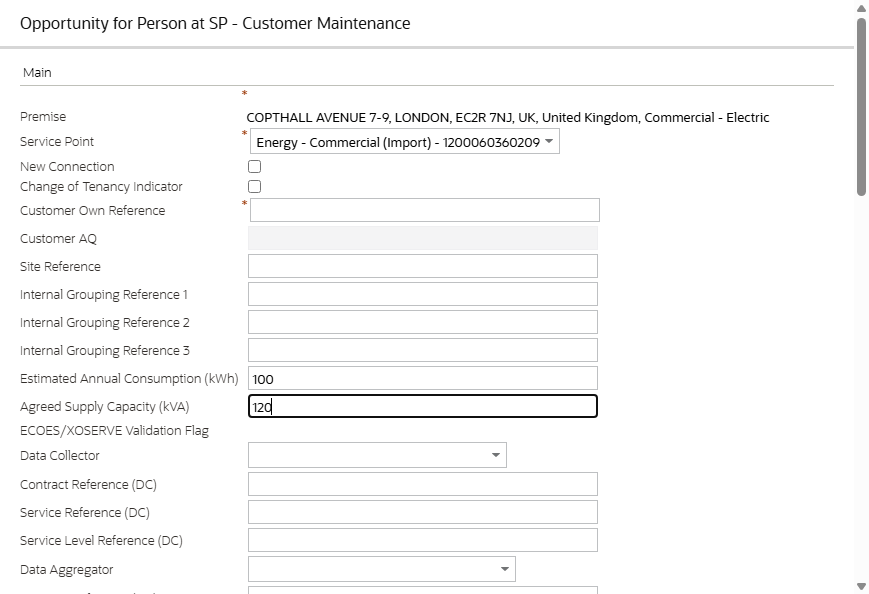 Opportunity for Person at SP - Customer Maintenance
Main
*
Premise COPTHALL AVENUE 7-9, LONDON, EC2R 7NJ, UK, United Kingdom, Commercial - Electric
Service Point * Energy - Commercial (Import) - 1200060360209
New Connection
Change of Tenancy Indicator
Customer Own Reference *
Customer AQ
Site Reference
Internal Grouping Reference 1
Internal Grouping Reference 2
Internal Grouping Reference 3
Estimated Annual Consumption (kWh) 100
Agreed Supply Capacity (kVA) 120
ECOES/XOSERVE Validation Flag
Data Collector
Contract Reference (DC)
Service Reference (DC)
Service Level Reference (DC)
Data Aggregator